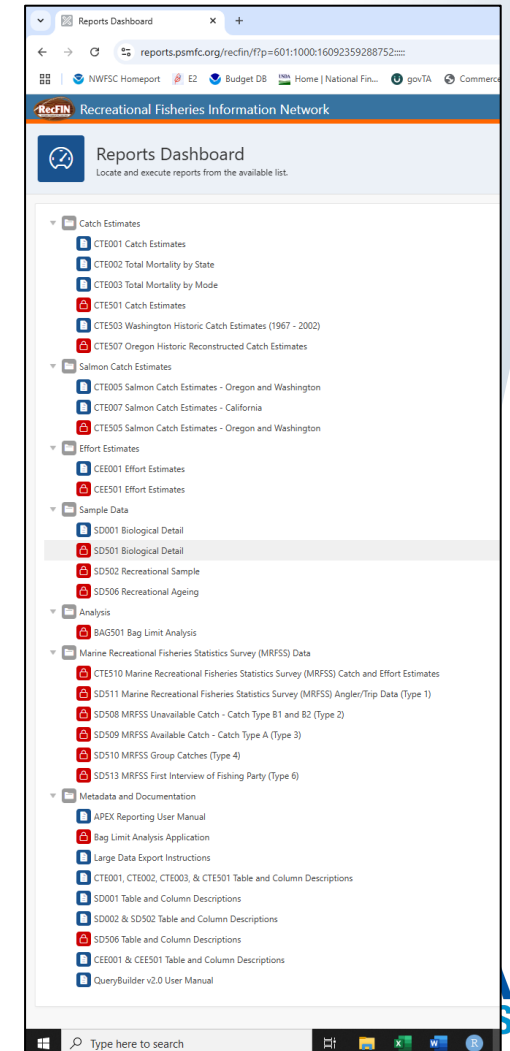 Reports Dashboard
reports.psmfc.org/recfin/f?p=601:1000:16092359288752:::::
NWFSC Homeport E2 Budget DB Home | National Fin... govTA Commerce
RecFIN Recreational Fisheries Information Network
Reports Dashboard
Locate and execute reports from the available list.
Catch Estimates
CTE001 Catch Estimates
CTE002 Total Mortality by State
CTE003 Total Mortality by Mode
CTE501 Catch Estimates
CTE503 Washington Historic Catch Estimates (1967 - 2002)
CTE507 Oregon Historic Reconstructed Catch Estimates
Salmon Catch Estimates
CTE005 Salmon Catch Estimates - Oregon and Washington
CTE007 Salmon Catch Estimates - California
CTE505 Salmon Catch Estimates - Oregon and Washington
Effort Estimates
CEE001 Effort Estimates
CEE501 Effort Estimates
Sample Data
SD001 Biological Detail
SD501 Biological Detail
SD502 Recreational Sample
SD506 Recreational Ageing
Analysis
BAG501 Bag Limit Analysis
Marine Recreational Fisheries Statistics Survey (MRFSS) Data
CTE510 Marine Recreational Fisheries Statistics Survey (MRFSS) Catch and Effort Estimates
SD511 Marine Recreational Fisheries Statistics Survey (MRFSS) Angler/Trip Data (Type 1)
SD508 MRFSS Unavailable Catch - Catch Type B1 and B2 (Type 2)
SD509 MRFSS Available Catch - Catch Type A (Type 3)
SD510 MRFSS Group Catches (Type 4)
SD513 MRFSS First Interview of Fishing Party (Type 6)
Metadata and Documentation
APEX Reporting User Manual
Bag Limit Analysis Application
Large Data Export Instructions
CTE001, CTE002, CTE003, & CTE501 Table and Column Descriptions
SD001 Table and Column Descriptions
SD002 & SD502 Table and Column Descriptions
SD506 Table and Column Descriptions
CEE001 & CEE501 Table and Column Descriptions
QueryBuilder v2.0 User Manual
Type here to search